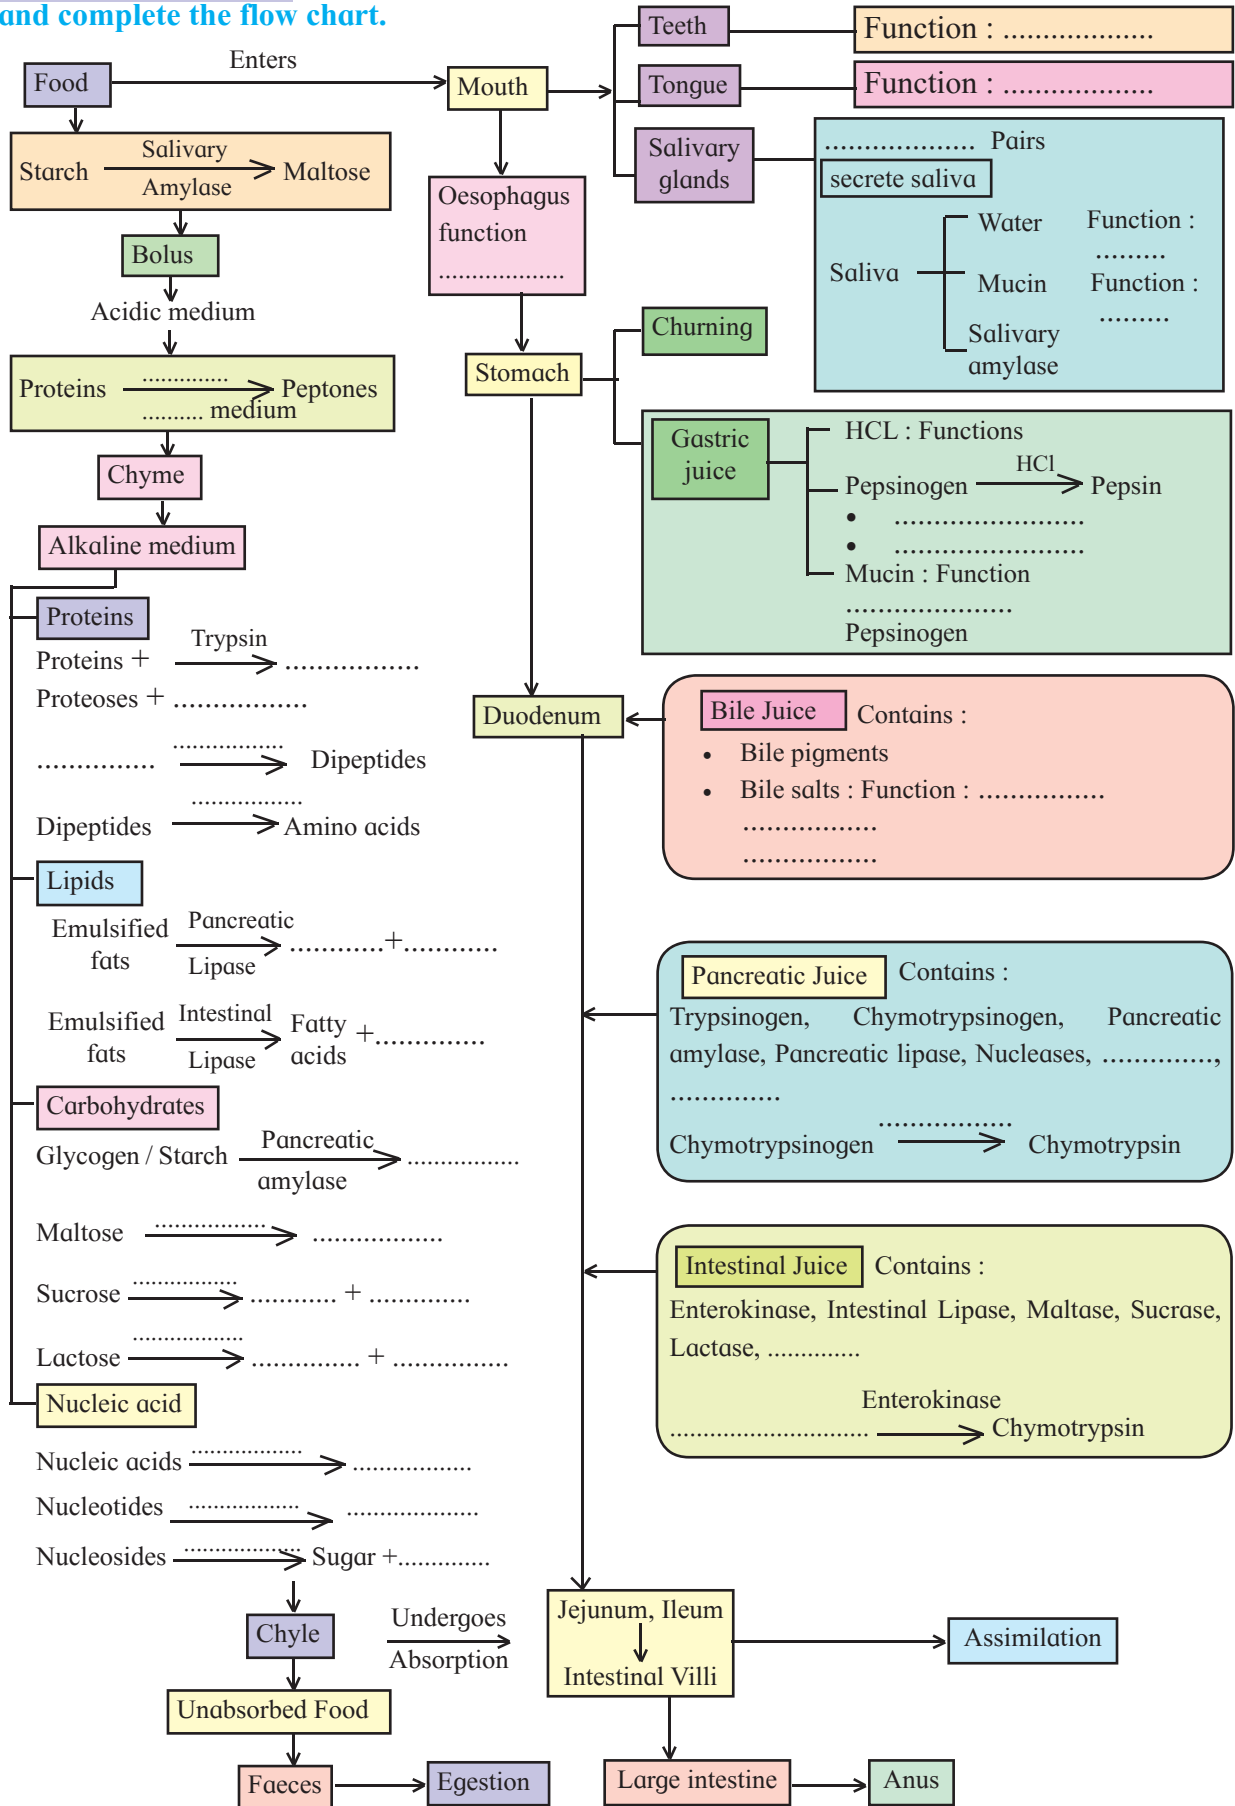 and complete the flow chart.
Food
Enters
Mouth
Teeth
Function : ...................
Tongue
Function : ...................
Salivary
glands
.................... Pairs
secrete saliva
Saliva
Water
Function :
.........
Mucin
Function :
.........
Salivary
amylase
Starch
Salivary
Amylase
Maltose
Oesophagus
function
..................
Bolus
Acidic medium
Proteins
..............
.......... medium
Peptones
Stomach
Churning
Gastric
juice
HCL : Functions
Pepsinogen
HCl
Pepsin
• .........................
• .........................
Mucin : Function
.....................
Pepsinogen
Chyme
Alkaline medium
Proteins
Proteins +
Trypsin
.................
Proteoses + .................
...............
.................
Dipeptides
Dipeptides
.................
Amino acids
Duodenum
Bile Juice
Contains :
• Bile pigments
• Bile salts : Function : ................
.................
.................
Lipids
Emulsified
fats
Pancreatic
Lipase
............+............
Emulsified
fats
Intestinal
Lipase
Fatty
acids
+..............
Pancreatic Juice
Contains :
Trypsinogen, Chymotrypsinogen, Pancreatic
amylase, Pancreatic lipase, Nucleases, ..............,
..............
Chymotrypsinogen
.................
Chymotrypsin
Carbohydrates
Glycogen / Starch
Pancreatic
amylase
.................
Maltose
.................
.................
Sucrose
................
............ + .............
Lactose
.................
.............. + ...............
Intestinal Juice
Contains :
Enterokinase, Intestinal Lipase, Maltase, Sucrase,
Lactase, ..............
.............................
Enterokinase
Chymotrypsin
Nucleic acid
Nucleic acids
.................
..................
Nucleotides
.................
....................
Nucleosides
..................
Sugar +..............
Chyle
Undergoes
Absorption
Jejunum, Ileum
Intestinal Villi
Assimilation
Unabsorbed Food
Faeces
Egestion
Large intestine
Anus